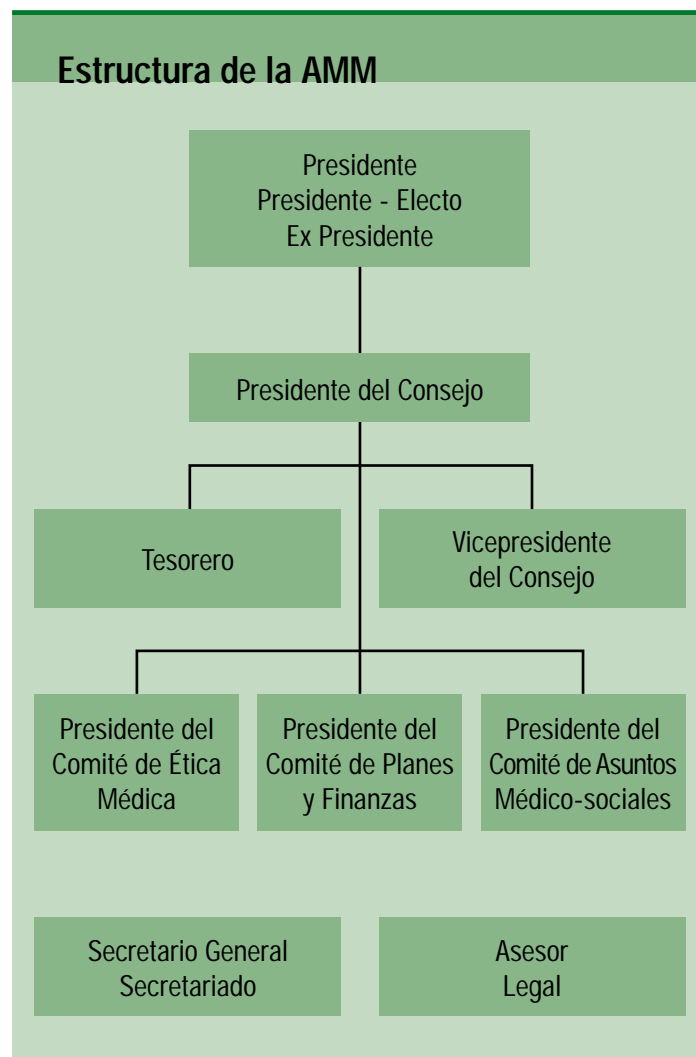 Estructura de la AMM
Presidente
Presidente - Electo
Ex Presidente
Presidente del Consejo
Tesorero
Vicepresidente
del Consejo
Presidente del
Comité de Ética
Médica
Presidente del
Comité de Planes
y Finanzas
Presidente del
Comité de Asuntos
Médico-sociales
Secretario General
Secretariado
Asesor
Legal